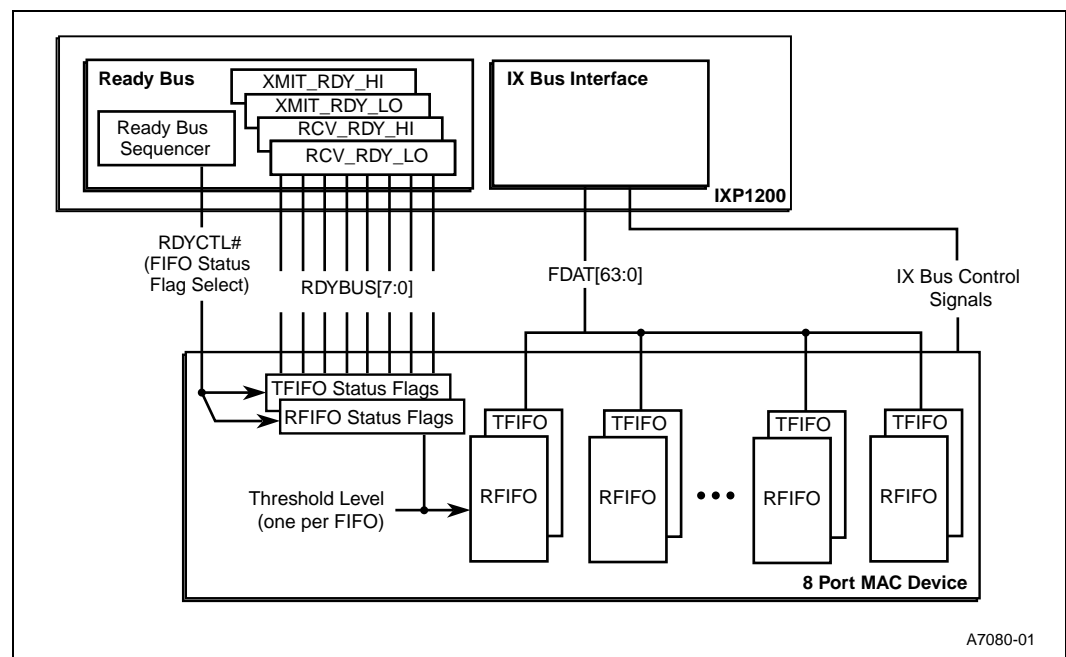 Ready Bus
XMIT_RDY_HI
XMIT_RDY_LO
RCV_RDY_HI
RCV_RDY_LO
Ready Bus
Sequencer
IX Bus Interface
IXP1200
RDYCTL#
(FIFO Status
Flag Select)
RDYBUS[7:0]
FDAT[63:0]
IX Bus Control
Signals
TFIFO Status Flags
RFIFO Status Flags
TFIFO
TFIFO
TFIFO
TFIFO
RFIFO
RFIFO
RFIFO
RFIFO
Threshold Level
(one per FIFO)
8 Port MAC Device
A7080-01